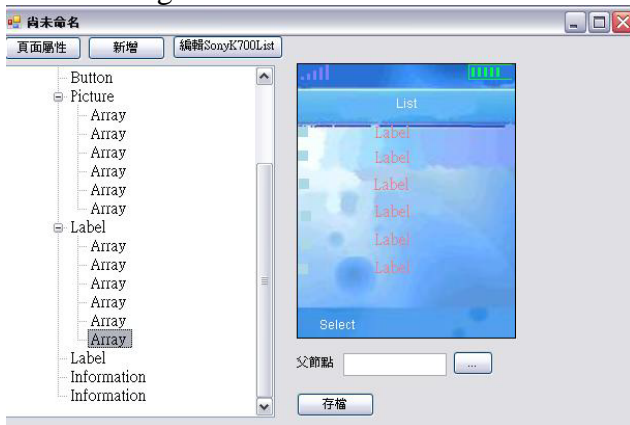 尚未命名
頁面屬性 新增 編輯SonyK700List
Button
Picture
Array
Array
Array
Array
Array
Array
Label
Array
Array
Array
Array
Array
Array
Label
Information
Information
List
Label
Label
Label
Label
Label
Label
Select
父節點 ...
存檔